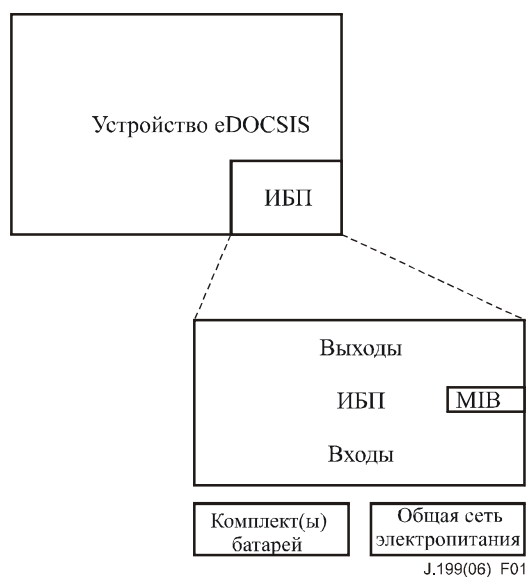 Устройство eDOCSIS
ИБП
Выходы
ИБП
MIB
Входы
Комплект(ы)
батарей
Общая сеть
электропитания
J.199(06) F01